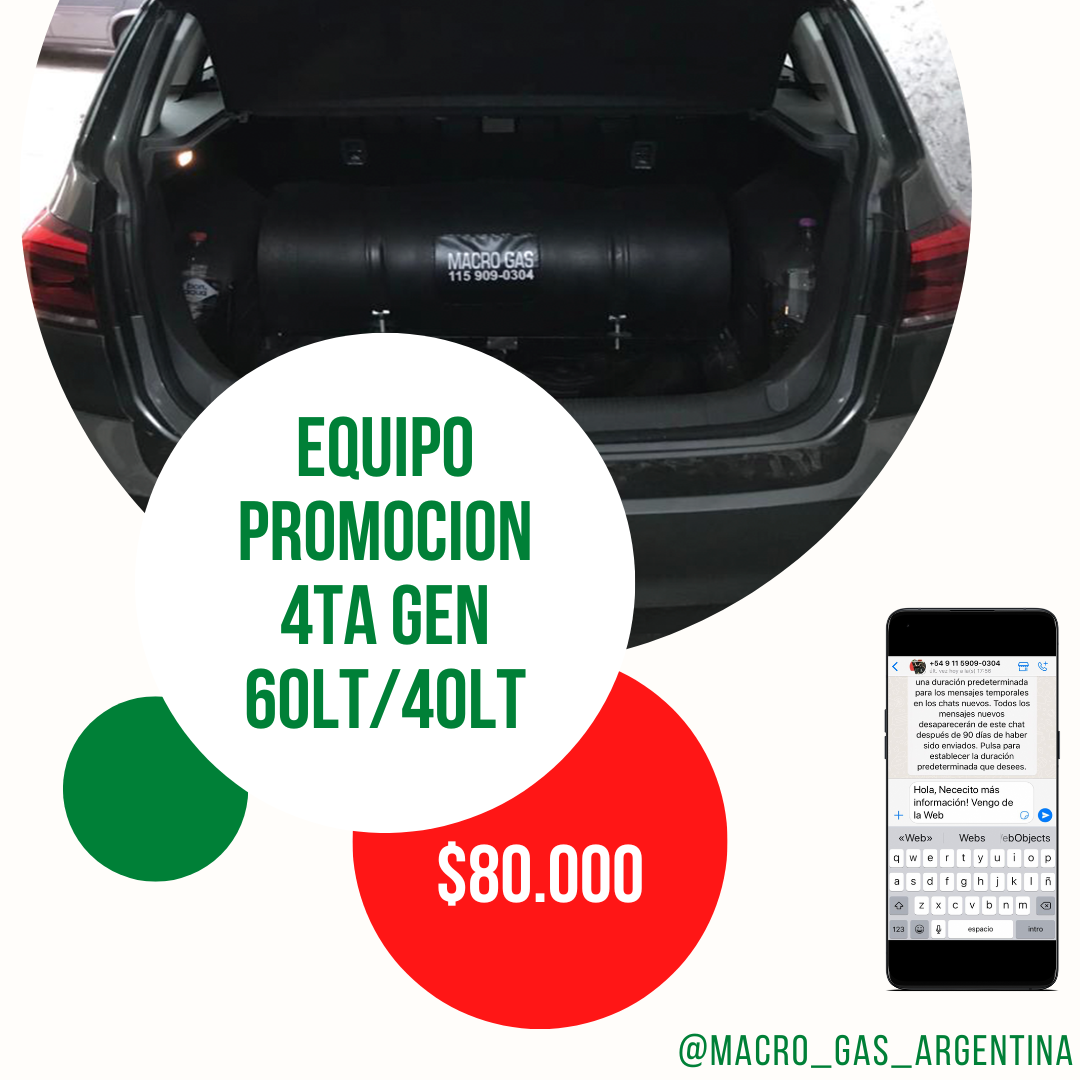 MACRO GAS
115 909-0304
EQUIPO
PROMOCION
4TA GEN
60LT/40LT
$80.000
+54 9 11 5909-0304
una duración predeterminada
para los mensajes temporales
en los chats nuevos. Todos los
mensajes nuevos
desaparecerán de este chat
después de 90 días de haber
sido enviados. Pulsa para
establecer la duración
predeterminada que desees.
Hola, Nececito más
información! Vengo de
la Web
«Web» Webs ebObjects
q w e r t y u i o p
a s d f g h j k l ñ
z x c v b n m
123 espacio intro
@MACRO_GAS_ARGENTINA